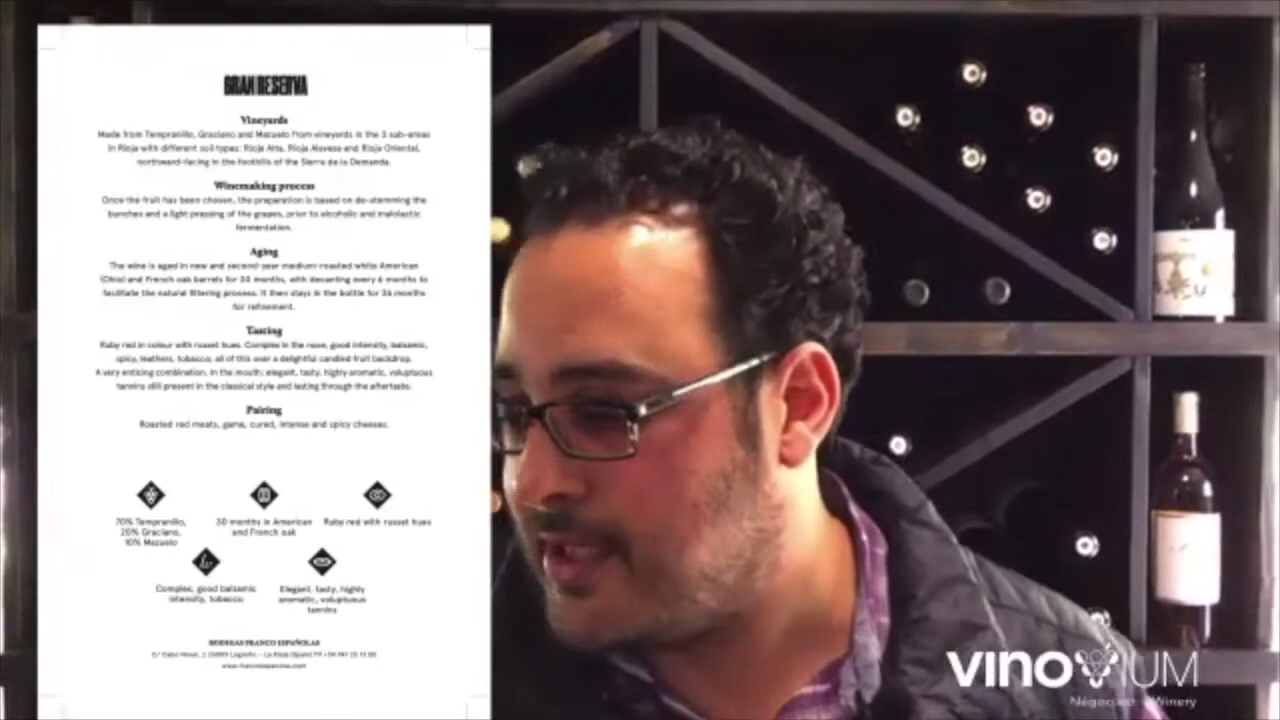 GRAN RESERVA
Vineyards
Made from Tempranillo, Graciano and Mazuelo from vineyards in the 3 sub-areas
in Rioja with different soil types: Rioja Alta, Rioja Alavesa and Rioja Oriental,
northward-facing in the foothills of the Sierra de la Demanda.
Winemaking process
Once the fruit has been chosen, the preparation is based on de-stemming the
bunches and a light pressing of the grapes, prior to alcoholic and malolactic
fermentation.
Aging
The wine is aged in new and second-year medium-roasted white American
(Ohio) and French oak barrels for 30 months, with decanting every 6 months to
facilitate the natural filtering process. It then stays in the bottle for 36 months
for refinement.
Tasting
Ruby red in colour with russet hues. Complex in the nose, good intensity, balsamic,
spicy, leathers, tobacco; all of this over a delightful candied fruit backdrop.
A very enticing combination. In the mouth: elegant, tasty, highly aromatic, voluptuous
tannins still present in the classical style and lasting through the aftertaste.
Pairing
Roasted red meats, game, cured, intense and spicy cheeses.
70% Tempranillo,
20% Graciano,
10% Mazuelo
30 months in American
and French oak
Ruby red with russet hues
Complex, good balsamic
intensity, tobacco
Elegant, tasty, highly
aromatic, voluptuous
tannins
BODEGAS FRANCO ESPAÑOLAS
www.francoespanolas.com
vinoVIUM
Winery